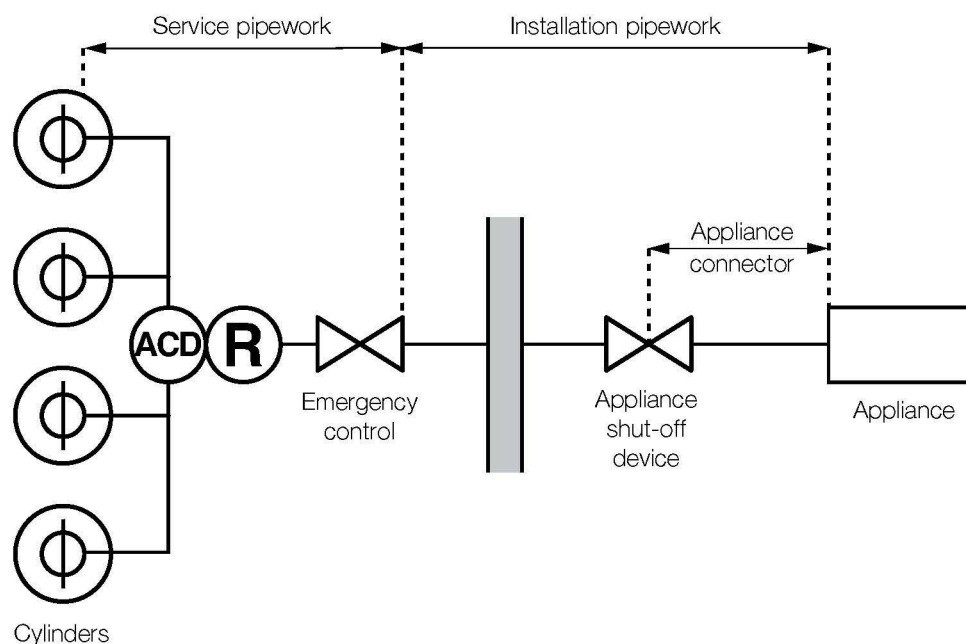 Service pipework
Installation pipework
Appliance
connector
ACD
R
Emergency
control
Appliance
shut-off
device
Appliance
Cylinders